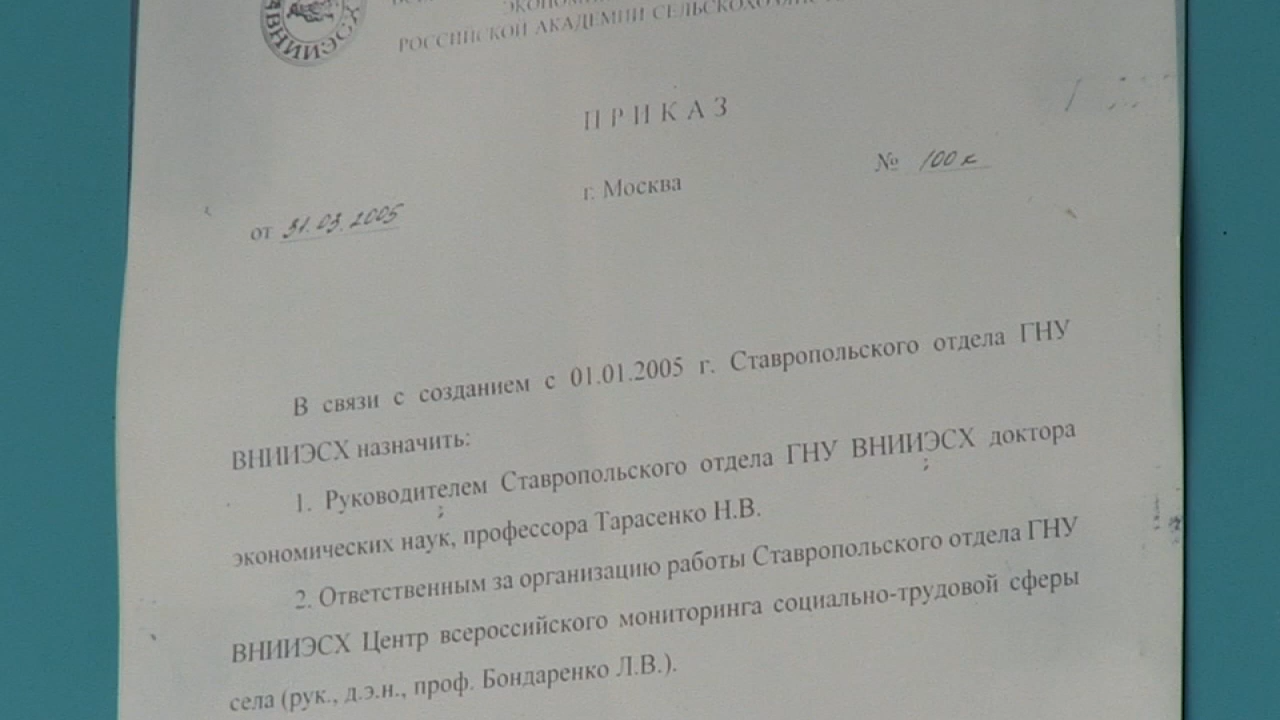 ВНИИЭСХ
РОССИЙСКОЙ АКАДЕМИИ
ПРИКАЗ
г. Москва
№ 100 к
от 31.03.2005
В связи с созданием с 01.01.2005 г. Ставропольского отдела ГНУ
ВНИИЭСХ назначить:
1. Руководителем Ставропольского отдела ГНУ ВНИИЭСХ доктора
экономических наук, профессора Тарасенко Н.В.
2. Ответственным за организацию работы Ставропольского отдела ГНУ
ВНИИЭСХ Центр всероссийского мониторинга социально-трудовой сферы
села (рук., д.э.н., проф. Бондаренко Л.В.).